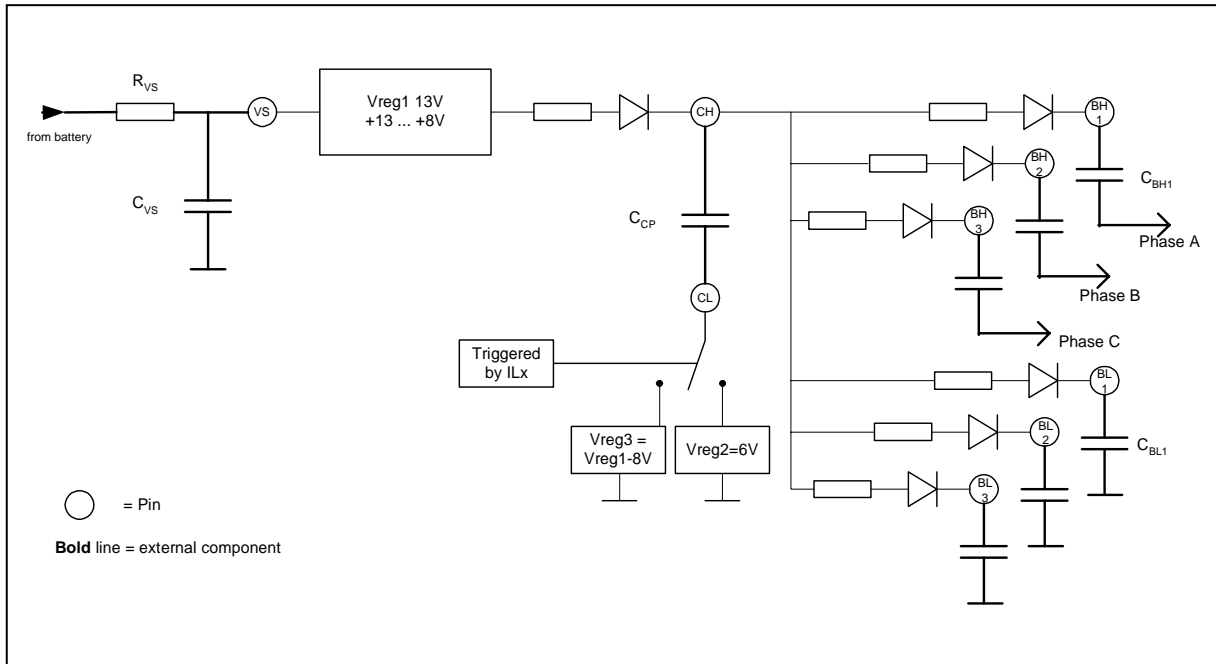 R_VS
from battery
VS
Vreg1 13V
+13 ... +8V
CH
BH
1
BH
2
BH
3
C_VS
C_CP
C_BH1
Phase A
Phase B
Phase C
CL
Triggered
by ILx
Vreg3 =
Vreg1-8V
Vreg2=6V
BL
1
BL
2
BL
3
C_BL1
= Pin
Bold line = external component